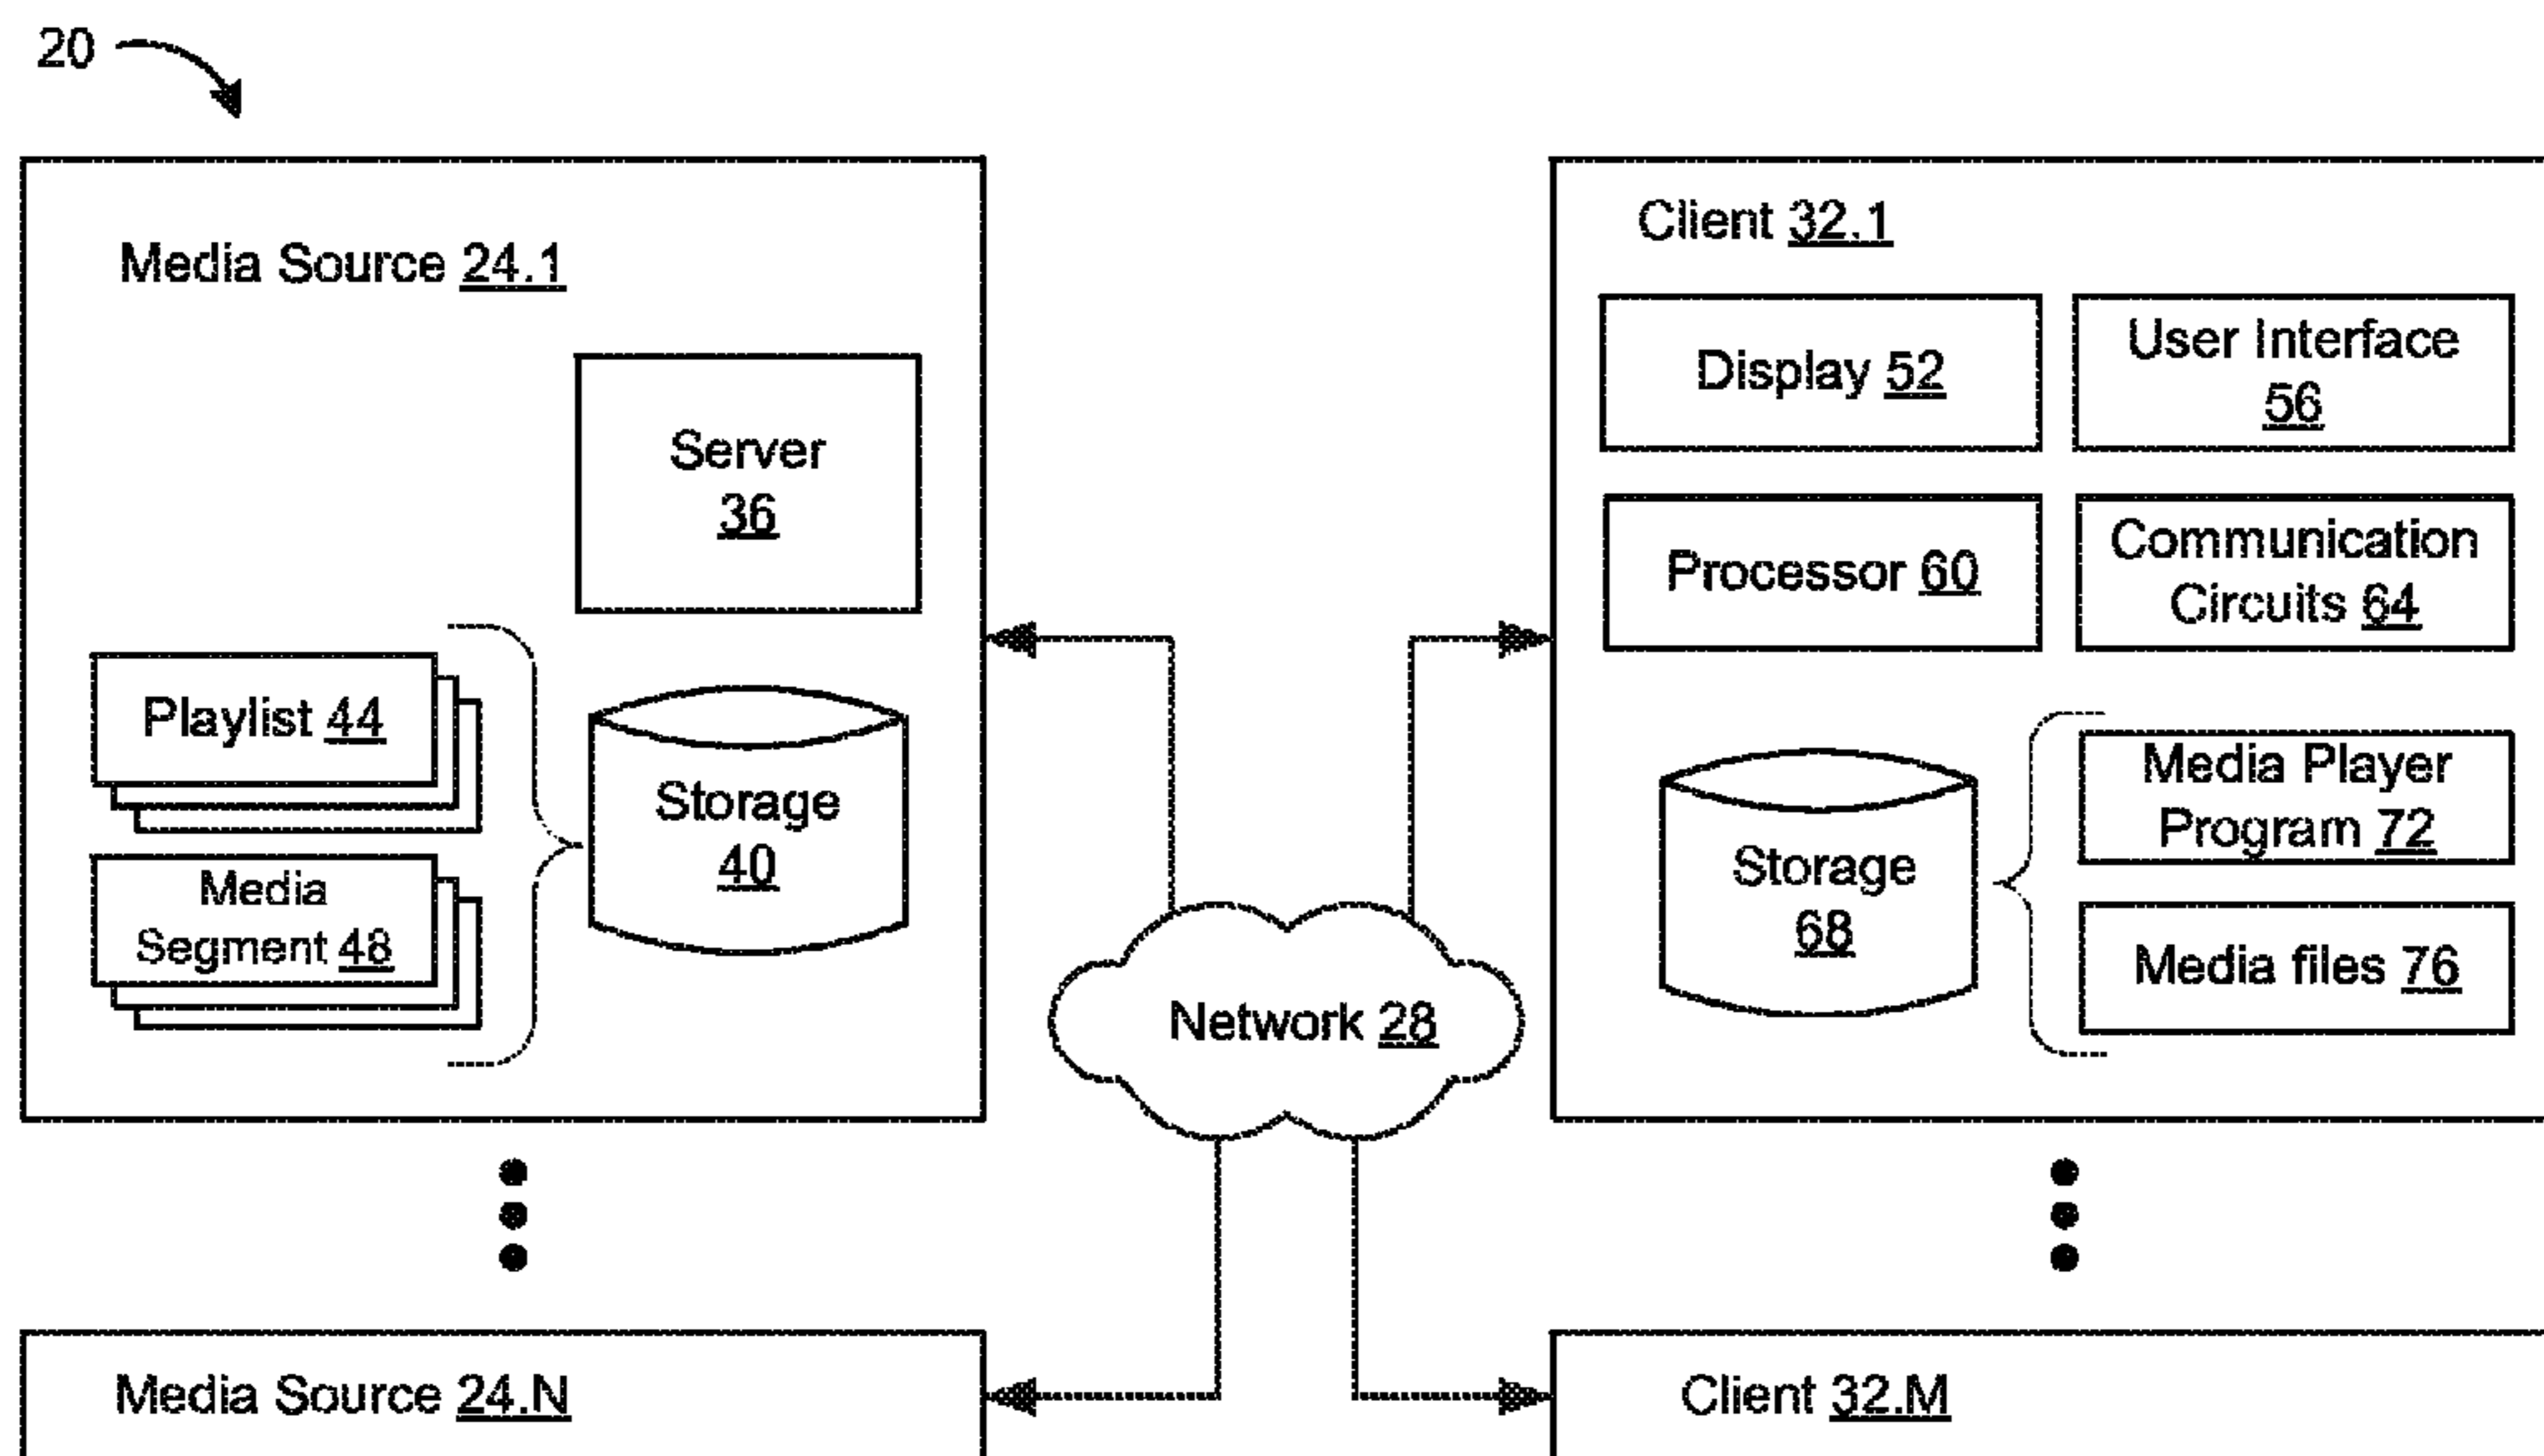 20
Media Source 24.1
Server
36
Playlist 44
Storage
40
Media
Segment 48
Network 28
Client 32.1
Display 52
User Interface
56
Processor 60
Communication
Circuits 64
Storage
68
Media Player
Program 72
Media files 76
Media Source 24.N
Client 32.M